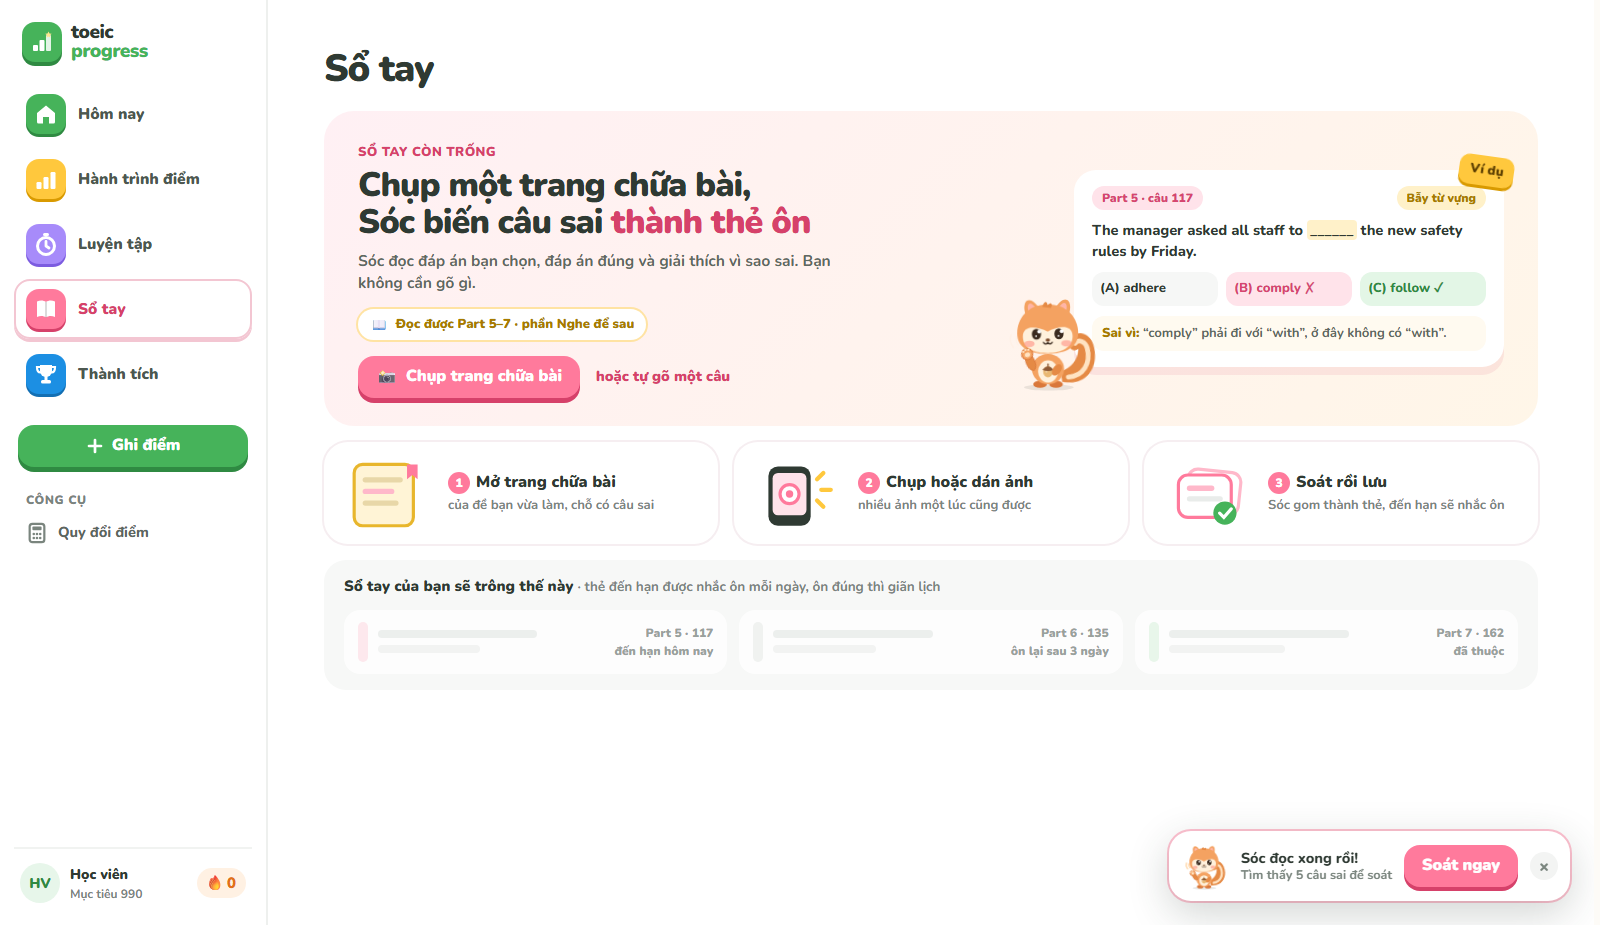 toeic
progress
Hôm nay
Hành trình điểm
Luyện tập
Sổ tay
Thành tích
Ghi điểm
CÔNG CỤ
Quy đổi điểm
HV
Học viên
Mục tiêu 990
0
Sổ tay
SỔ TAY CÒN TRỐNG
Chụp một trang chữa bài,
Sóc biến câu sai thành thẻ ôn
Sóc đọc đáp án bạn chọn, đáp án đúng và giải thích vì sao sai. Bạn
không cần gõ gì.
Đọc được Part 5–7 · phần Nghe để sau
Chụp trang chữa bài
hoặc tự gõ một câu
Ví dụ
Part 5 · câu 117
Bẫy từ vựng
The manager asked all staff to ______ the new safety
rules by Friday.
(A) adhere
(B) comply ✗
(C) follow ✓
Sai vì: “comply” phải đi với “with”, ở đây không có “with”.
1 Mở trang chữa bài
của đề bạn vừa làm, chỗ có câu sai
2 Chụp hoặc dán ảnh
nhiều ảnh một lúc cũng được
3 Soát rồi lưu
Sóc gom thành thẻ, đến hạn sẽ nhắc ôn
Sổ tay của bạn sẽ trông thế này · thẻ đến hạn được nhắc ôn mỗi ngày, ôn đúng thì giãn lịch
Part 5 · 117
đến hạn hôm nay
Part 6 · 135
ôn lại sau 3 ngày
Part 7 · 162
đã thuộc
Sóc đọc xong rồi!
Tìm thấy 5 câu sai để soát
Soát ngay
×